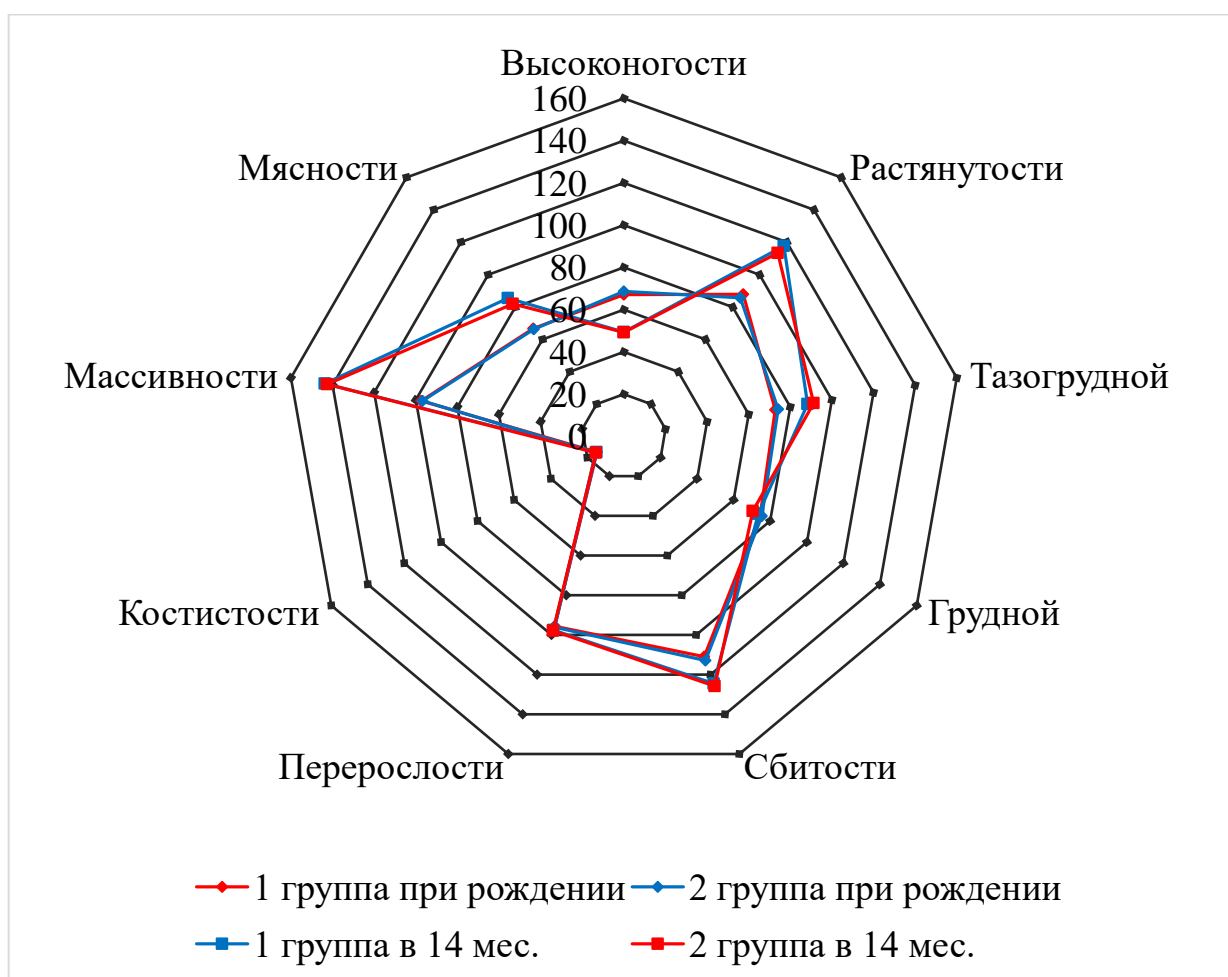 Высоконогости
160
140
Мясности
Растянутости
120
100
80
60
40
Массивности
Тазогрудной
20
0
Костистости
Грудной
Перерослости
Сбитости
1 группа при рождении 2 группа при рождении
1 группа в 14 мес. 2 группа в 14 мес.